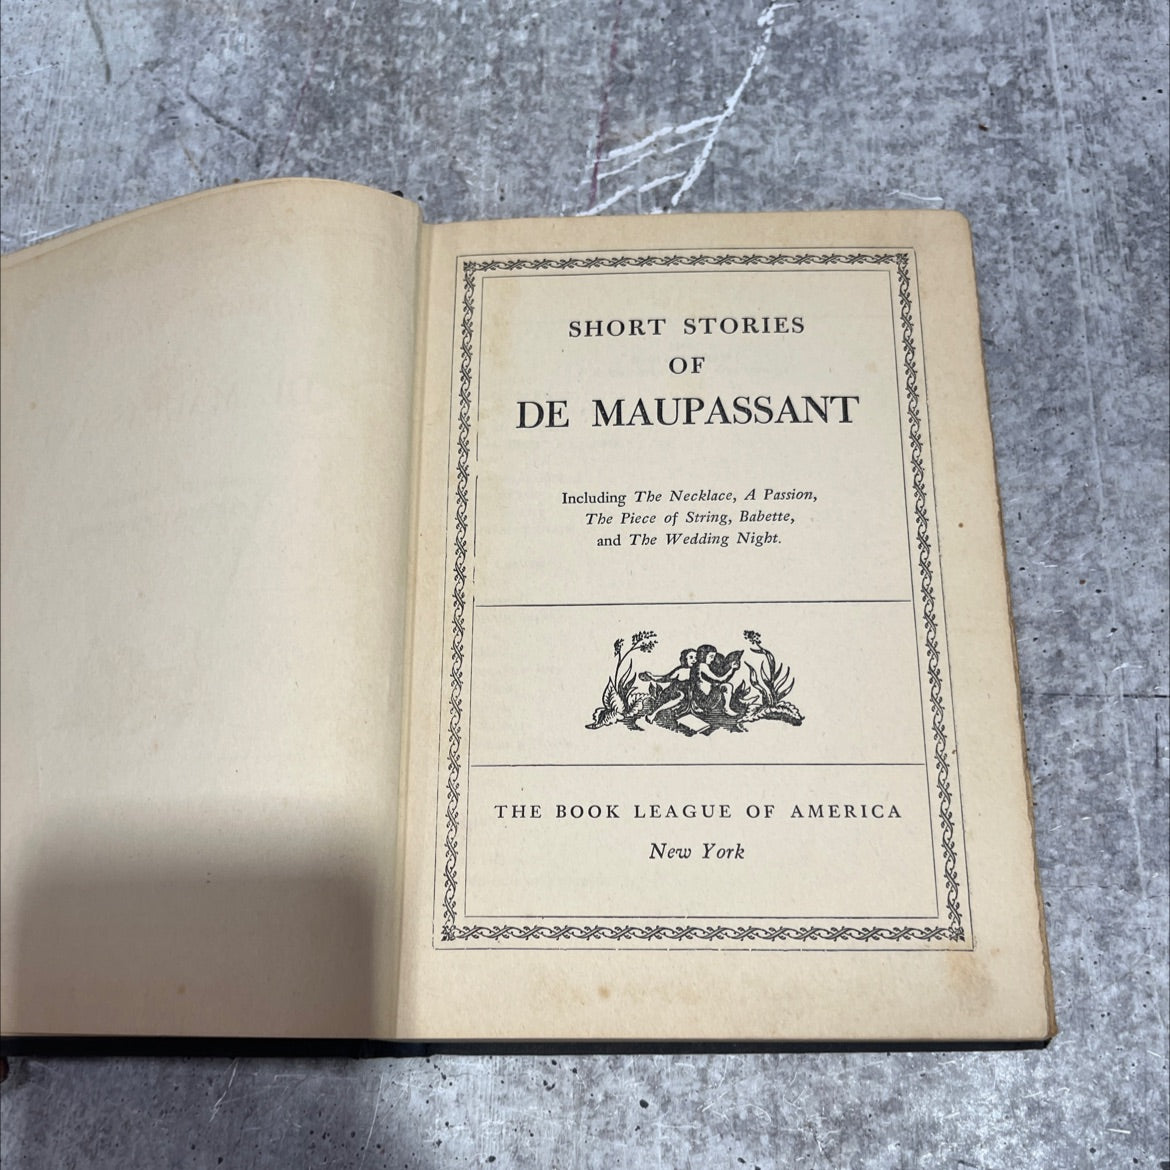 SHORT STORIES
OF
DE MAUPASSANT
Including The Necklace, A Passion,
The Piece of String, Babette,
and The Wedding Night.
THE BOOK LEAGUE OF AMERICA
New York